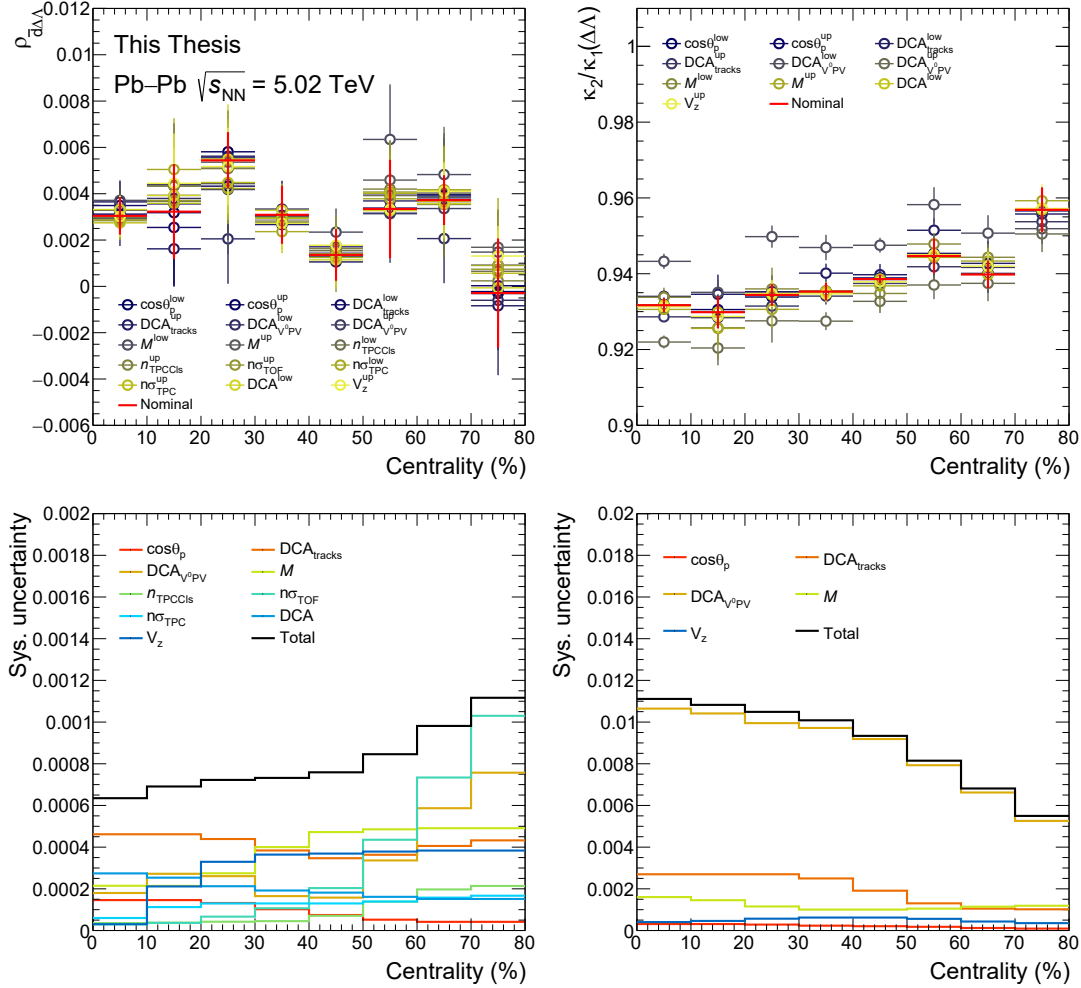 ρ_d̄ΔΛ
0.012
0.01
0.008
0.006
0.004
0.002
0
−0.002
−0.004
−0.006
This Thesis
Pb–Pb √s_NN = 5.02 TeV
cosθ_p^low cosθ_p^up DCA_tracks^low
DCA_tracks^up DCA_V⁰PV^low DCA_V⁰PV^up
M^low M^up n_TPCCls^low
n_TPCCls^up nσ_TOF^up nσ_TPC^low
nσ_TPC^up DCA^low V_z^up
Nominal
0 10 20 30 40 50 60 70 80
Centrality (%)
κ₂/κ₁(ΔΛ)
1
0.98
0.96
0.94
0.92
0.9
cosθ_p^low cosθ_p^up DCA_tracks^low
DCA_tracks^up DCA_V⁰PV^low DCA_V⁰PV^up
M^low M^up DCA^low
V_z^up Nominal
0 10 20 30 40 50 60 70 80
Centrality (%)
Sys. uncertainty
0.002
0.0018
0.0016
0.0014
0.0012
0.001
0.0008
0.0006
0.0004
0.0002
0
cosθ_p DCA_tracks
DCA_V⁰PV M
n_TPCCls nσ_TOF
nσ_TPC DCA
V_z Total
0 10 20 30 40 50 60 70 80
Centrality (%)
Sys. uncertainty
0.02
0.018
0.016
0.014
0.012
0.01
0.008
0.006
0.004
0.002
0
cosθ_p DCA_tracks
DCA_V⁰PV M
V_z Total
0 10 20 30 40 50 60 70 80
Centrality (%)